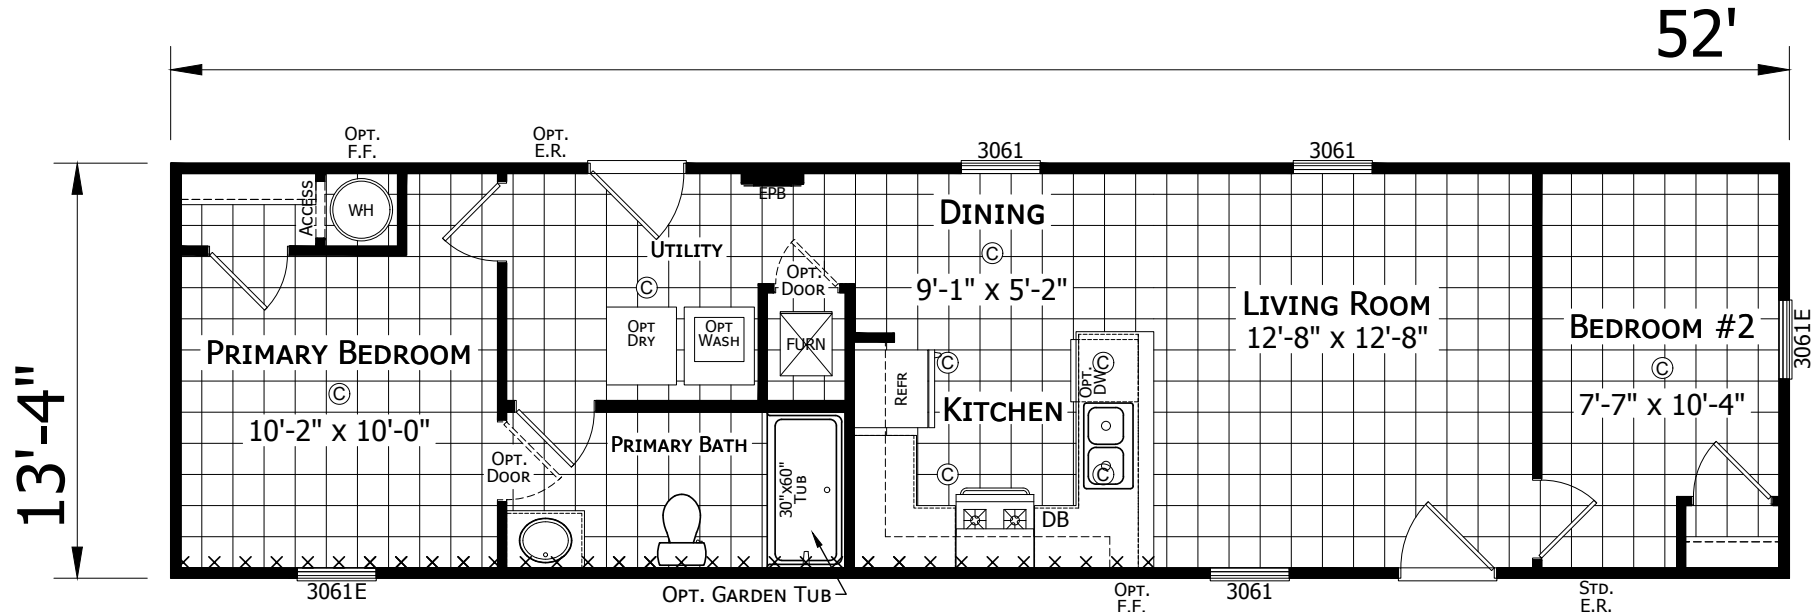 52'
13'-4"
OPT.
F.F.
OPT.
E.R.
3061
3061
ACCESS
WH
EPB
DINING
C
9'-1" X 5'-2"
UTILITY
C
OPT.
DOOR
OPT
DRY
OPT
WASH
FURN
LIVING ROOM
12'-8" X 12'-8"
BEDROOM #2
C
7'-7" X 10'-4"
3061E
PRIMARY BEDROOM
C
10'-2" X 10'-0"
REFR
C
C
OPT.
DW
KITCHEN
C
C
DB
PRIMARY BATH
OPT.
DOOR
30"X60"
TUB
3061E
OPT. GARDEN TUB
OPT.
F.F.
3061
STD.
E.R.